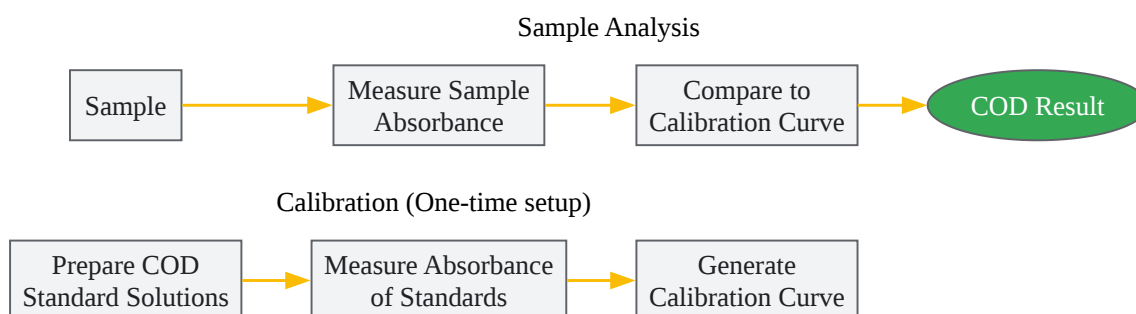 Sample Analysis
Sample
Measure Sample
Absorbance
Compare to
Calibration Curve
COD Result
Calibration (One-time setup)
Prepare COD
Standard Solutions
Measure Absorbance
of Standards
Generate
Calibration Curve